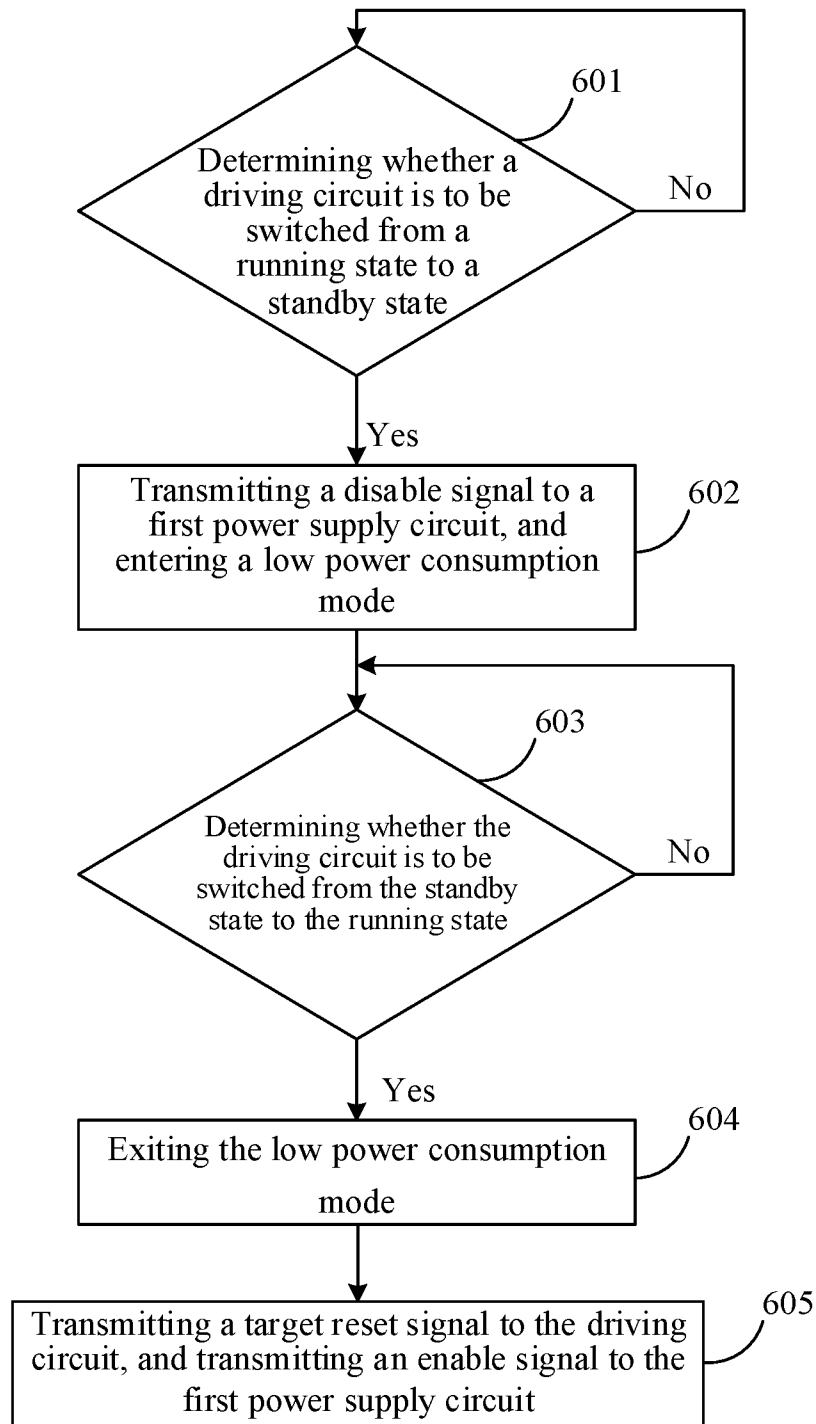 601
Determining whether a
driving circuit is to be
switched from a
running state to a
standby state
No
Yes
Transmitting a disable signal to a
first power supply circuit, and
entering a low power consumption
mode
602
603
Determining whether the
driving circuit is to be
switched from the standby
state to the running state
No
Yes
Exiting the low power consumption
mode
604
Transmitting a target reset signal to the driving
circuit, and transmitting an enable signal to the
first power supply circuit
605